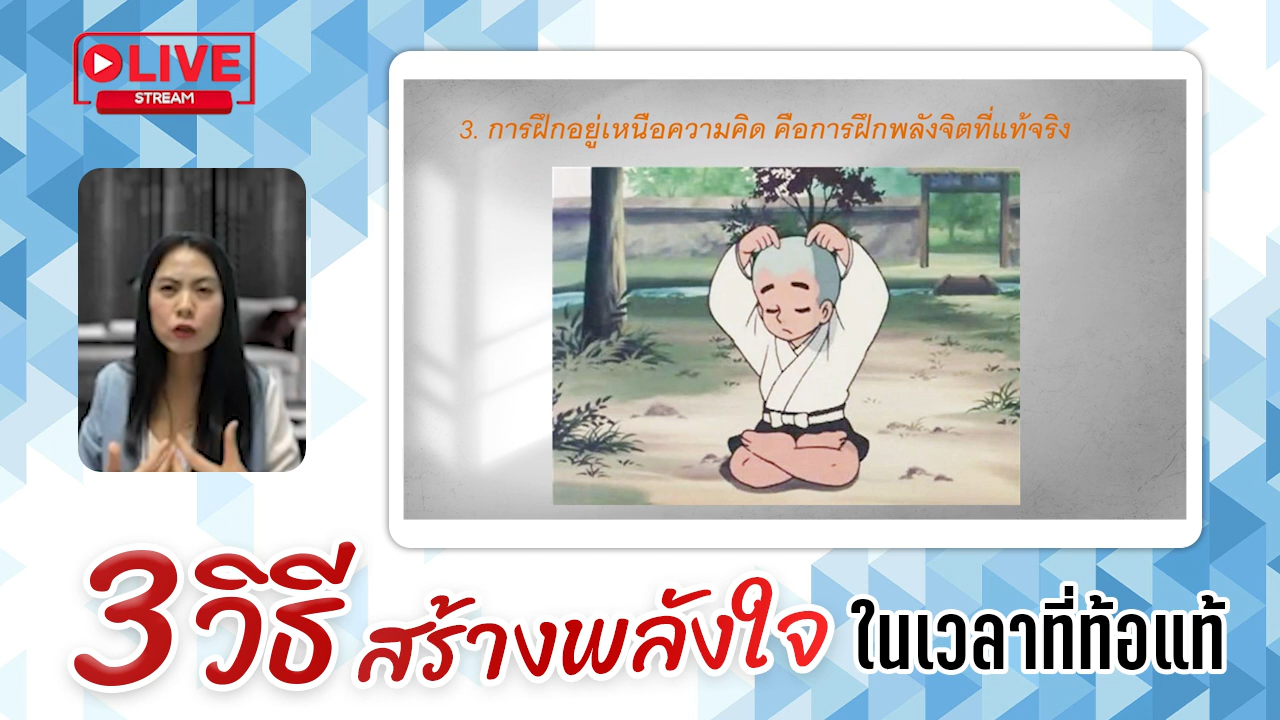 LIVE
STREAM
3. การฝึกอยู่เหนือความคิด คือการฝึกพลังจิตที่แท้จริง
3 วิธี สร้างพลังใจ ในเวลาที่ท้อแท้